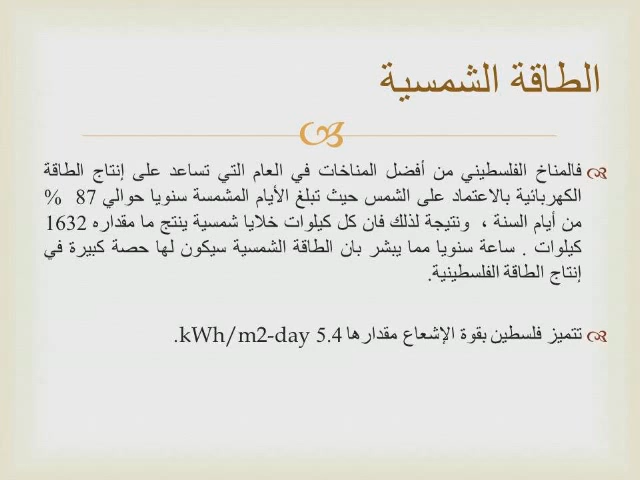 الطاقة الشمسية
فالمناخ الفلسطيني من أفضل المناخات في العام التي تساعد على إنتاج الطاقة
الكهربائية بالاعتماد على الشمس حيث تبلغ الأيام المشمسة سنويا حوالي 87 %
من أيام السنة ، ونتيجة لذلك فان كل كيلوات خلايا شمسية ينتج ما مقداره 1632
كيلوات . ساعة سنويا مما يبشر بان الطاقة الشمسية سيكون لها حصة كبيرة في
إنتاج الطاقة الفلسطينية.
تتميز فلسطين بقوة الإشعاع مقدارها 5.4 kWh/m2-day.